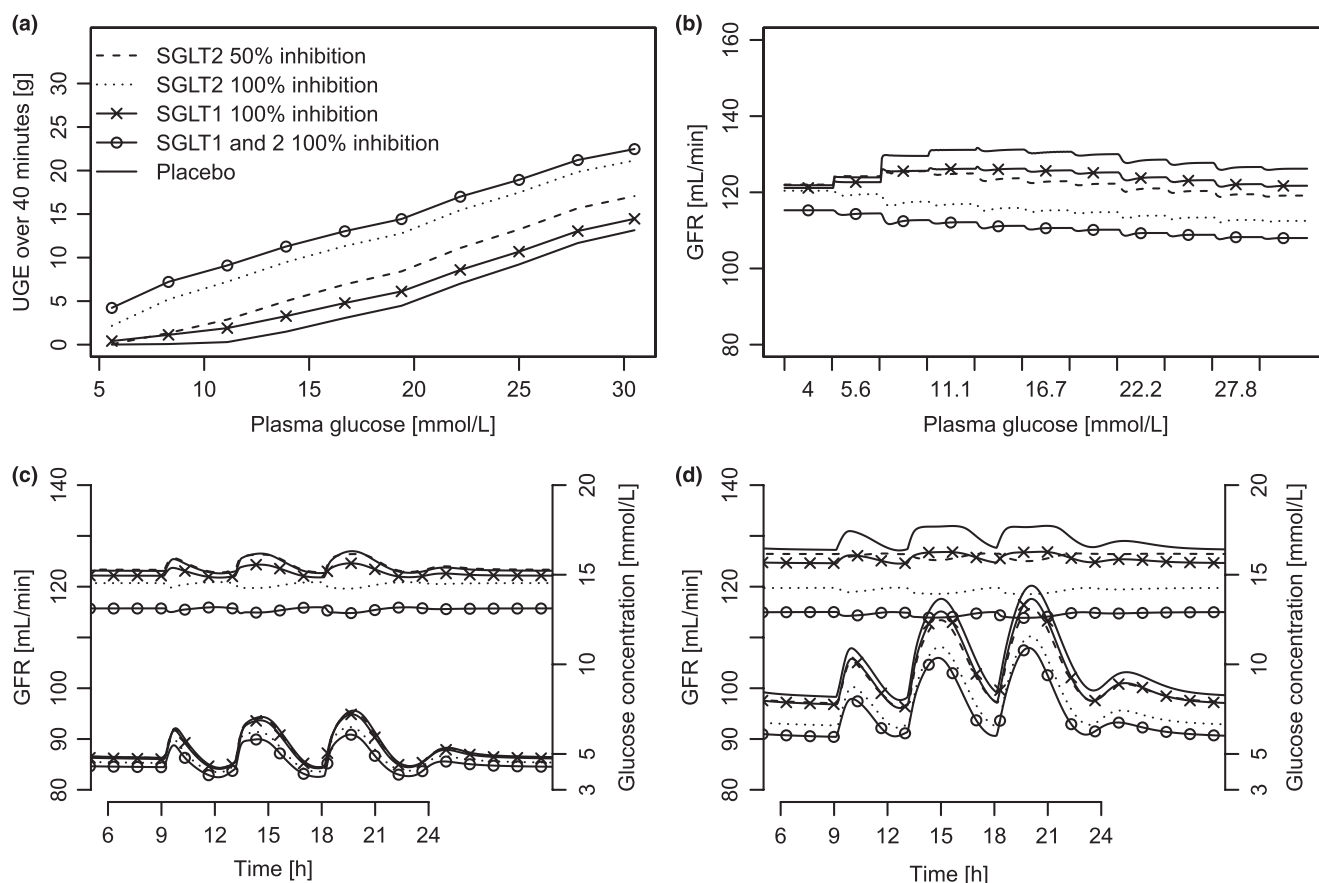 (a)
UGE over 40 minutes [g]
0 5 10 15 20 25 30
SGLT2 50% inhibition
SGLT2 100% inhibition
SGLT1 100% inhibition
SGLT1 and 2 100% inhibition
Placebo
5 10 15 20 25 30
Plasma glucose [mmol/L]
(b)
GFR [mL/min]
80 100 120 140 160
4 5.6 11.1 16.7 22.2 27.8
Plasma glucose [mmol/L]
(c)
GFR [mL/min]
80 90 100 120 140
Glucose concentration [mmol/L]
3 5 10 15 20
6 9 12 15 18 21 24
Time [h]
(d)
GFR [mL/min]
80 90 100 120 140
Glucose concentration [mmol/L]
3 5 10 15 20
6 9 12 15 18 21 24
Time [h]